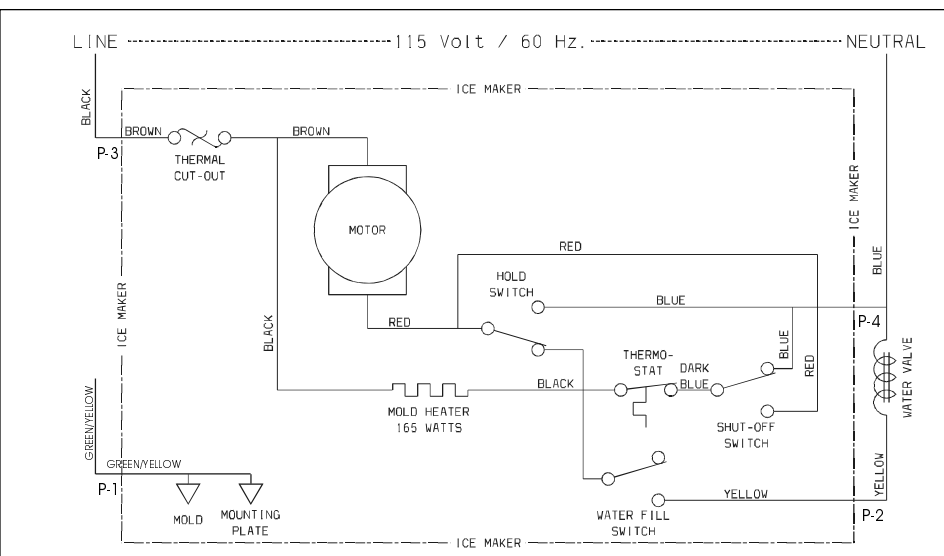 LINE 115 Volt / 60 Hz. NEUTRAL
ICE MAKER
BLACK
BROWN
BROWN
P-3
THERMAL
CUT-OUT
ICE MAKER
MOTOR
RED
BLUE
HOLD
SWITCH
BLUE
RED
P-4
ICE MAKER
BLACK
THERMO-
STAT
DARK
BLUE
BLUE
RED
WATER VALVE
BLACK
MOLD HEATER
165 WATTS
SHUT-OFF
SWITCH
GREEN/YELLOW
GREEN/YELLOW
P-1
MOLD
MOUNTING
PLATE
YELLOW
YELLOW
WATER FILL
SWITCH
P-2
ICE MAKER